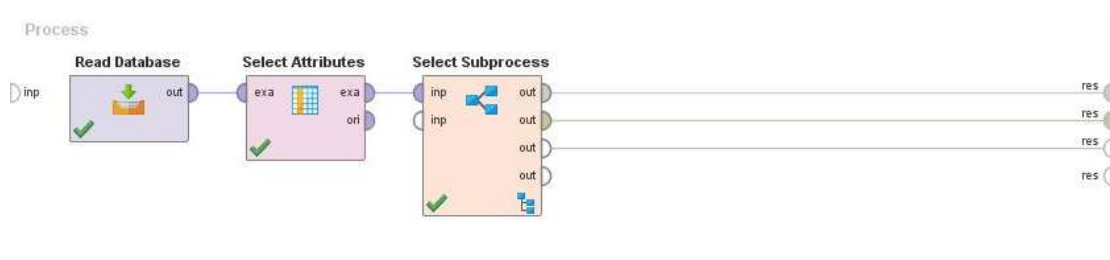 Process
Read Database Select Attributes Select Subprocess
inp out exa exa inp out res
ori inp out res
out res
out res